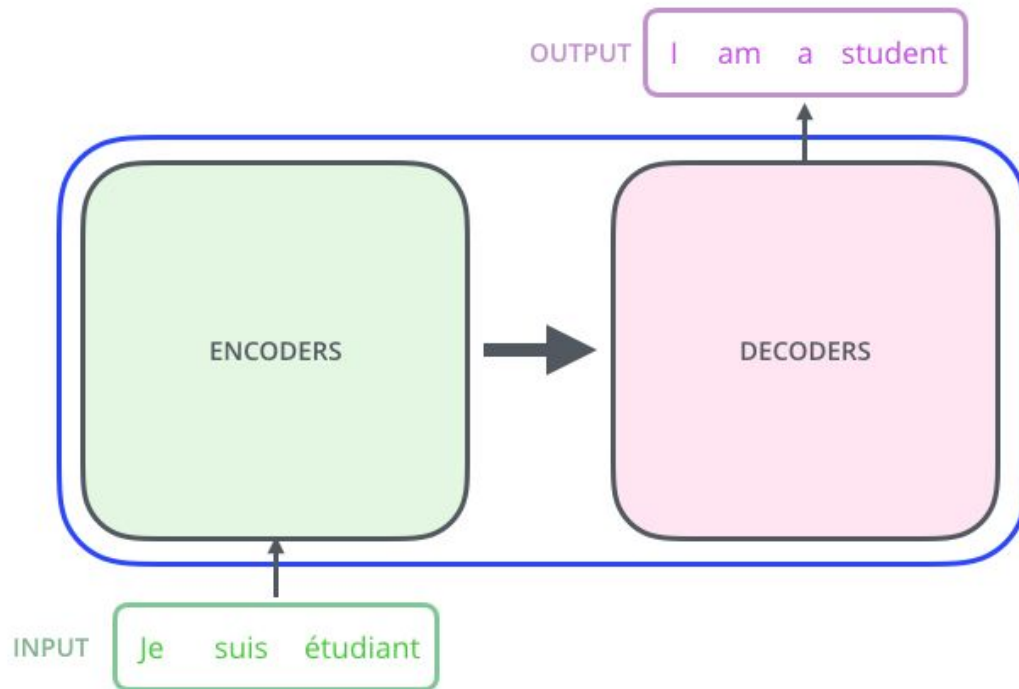 OUTPUT I am a student
ENCODERS DECODERS
INPUT Je suis étudiant